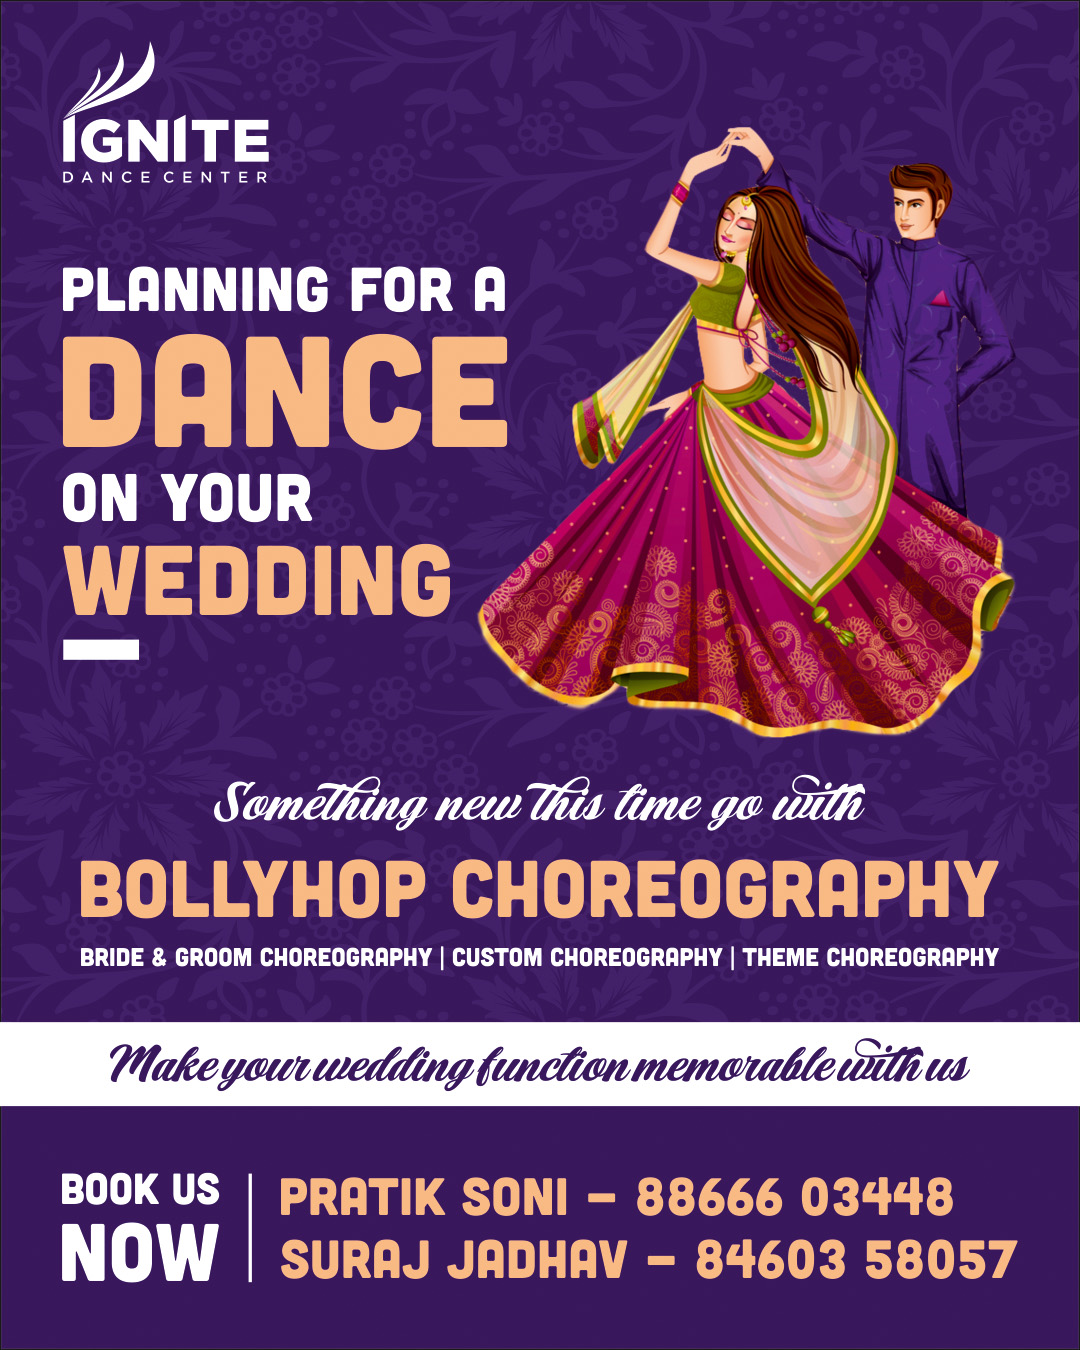 IGNITE
DANCE CENTER
PLANNING FOR A
DANCE
ON YOUR
WEDDING
Something new this time go with
BOLLYHOP CHOREOGRAPHY
BRIDE & GROOM CHOREOGRAPHY | CUSTOM CHOREOGRAPHY | THEME CHOREOGRAPHY
Make your wedding function memorable with us
BOOK US
NOW
PRATIK SONI – 88666 03448
SURAJ JADHAV – 84603 58057